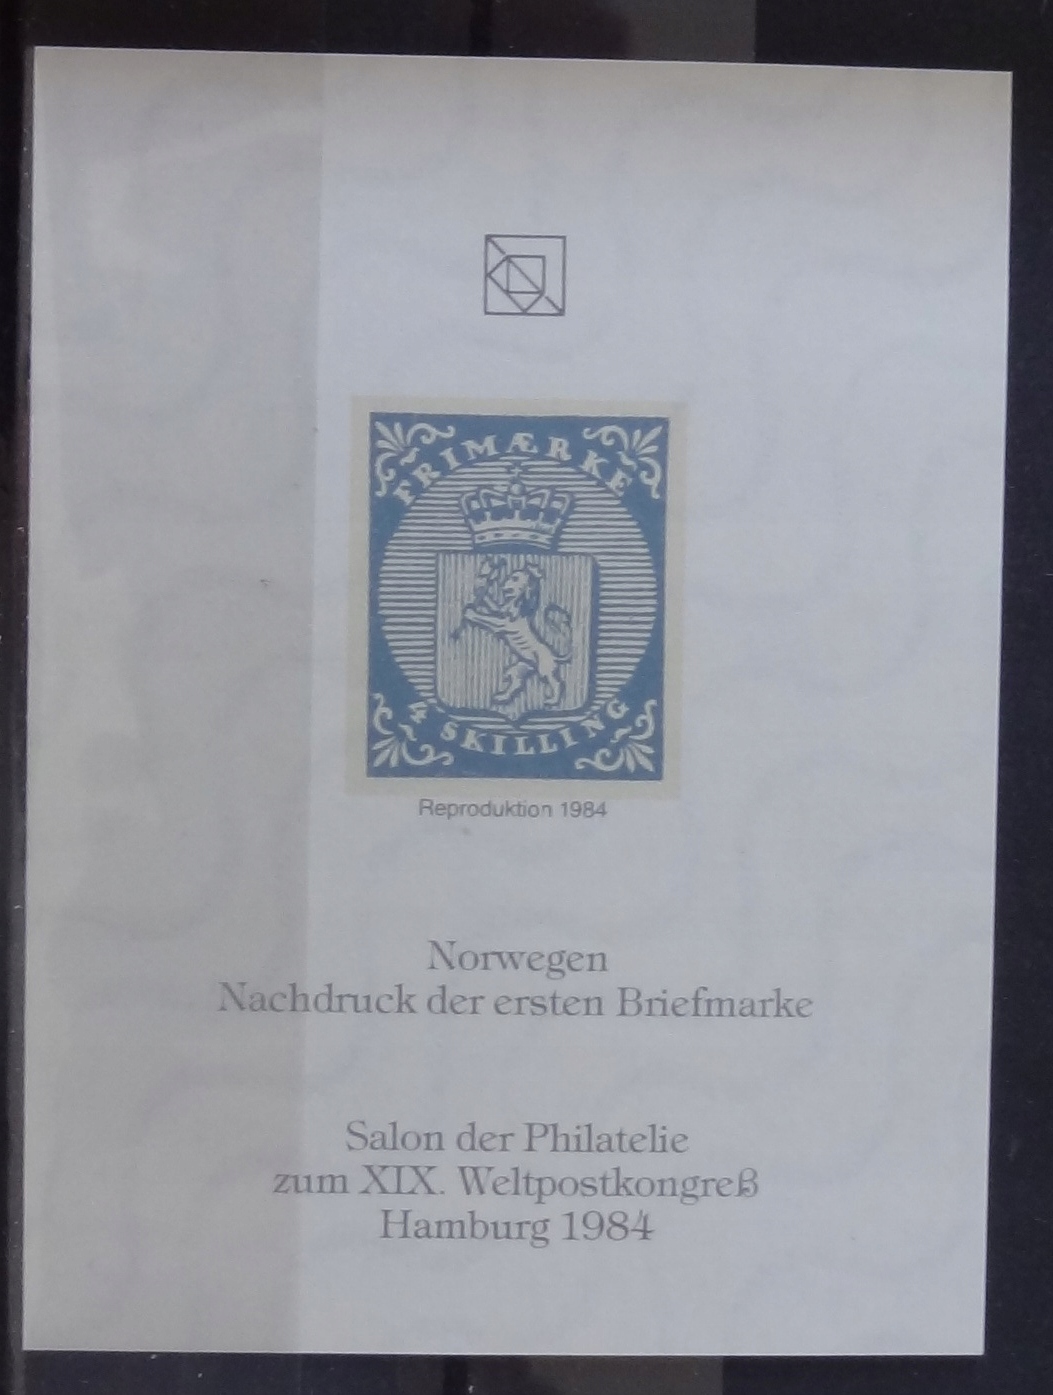 FRIMÆRKE
4 SKILLING
Reproduktion 1984
Norwegen
Nachdruck der ersten Briefmarke
Salon der Philatelie
zum XIX. Weltpostkongreß
Hamburg 1984